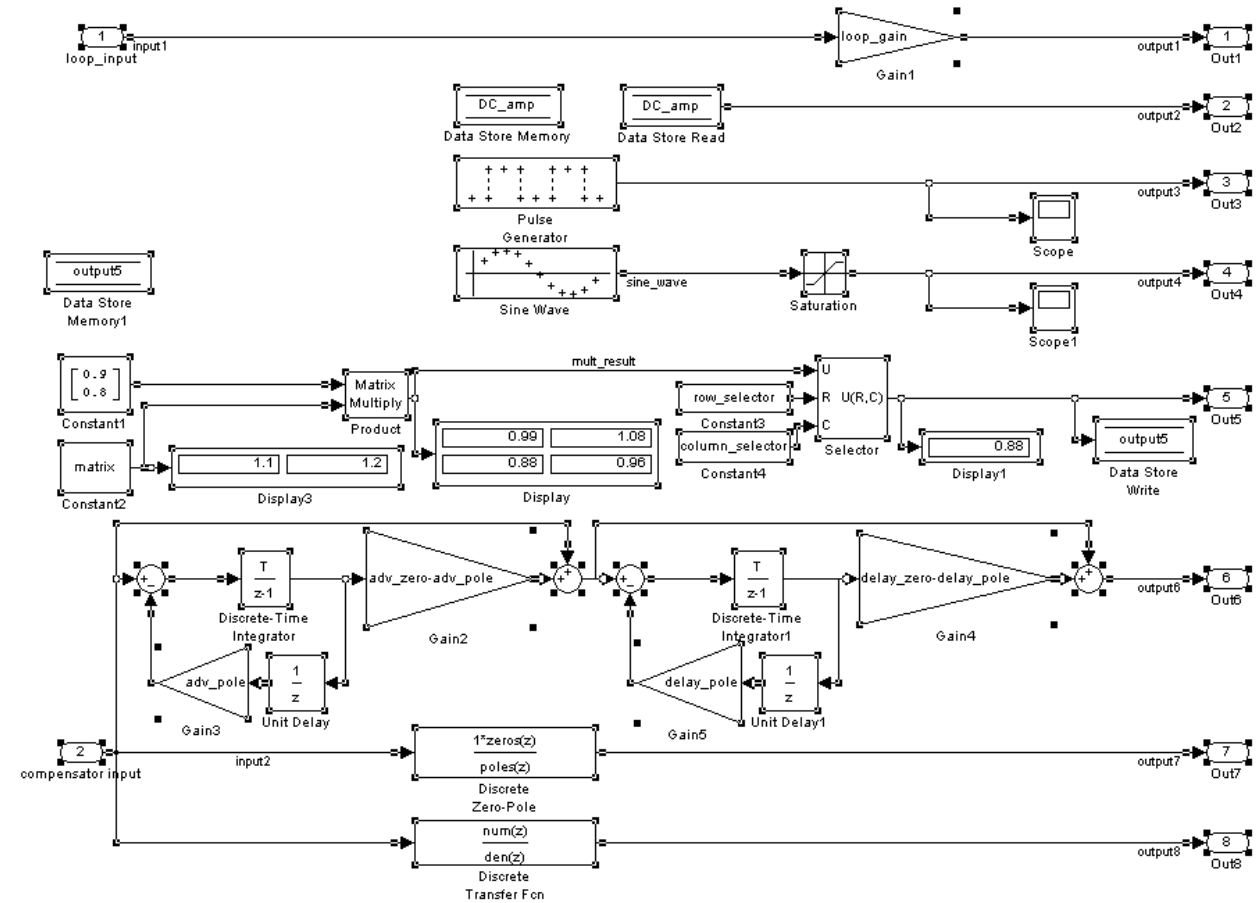 1
input1
loop_input
loop_gain
Gain1
output1
1
Out1
DC_amp
Data Store Memory
DC_amp
Data Store Read
output2
2
Out2
Pulse
Generator
output3
3
Out3
Scope
output5
Data Store
Memory1
Sine Wave
sine_wave
Saturation
output4
4
Out4
Scope1
0.9
0.8
Constant1
Matrix
Multiply
Product
mult_result
row_selector
Constant3
column_selector
Constant4
U
R U(R,C)
C
Selector
5
Out5
matrix
Constant2
1.1 1.2
Display3
0.99 1.08
0.88 0.96
Display
0.88
Display1
output5
Data Store
Write
+
−
T
z-1
Discrete-Time
Integrator
adv_zero-adv_pole
Gain2
+
+
adv_pole
Gain3
1
z
Unit Delay
+
−
T
z-1
Discrete-Time
Integrator1
delay_zero-delay_pole
Gain4
+
+
delay_pole
Gain5
1
z
Unit Delay1
output6
6
Out6
2
compensator input
input2
1*zeros(z)
poles(z)
Discrete
Zero-Pole
output7
7
Out7
num(z)
den(z)
Discrete
Transfer Fcn
output8
8
Out8